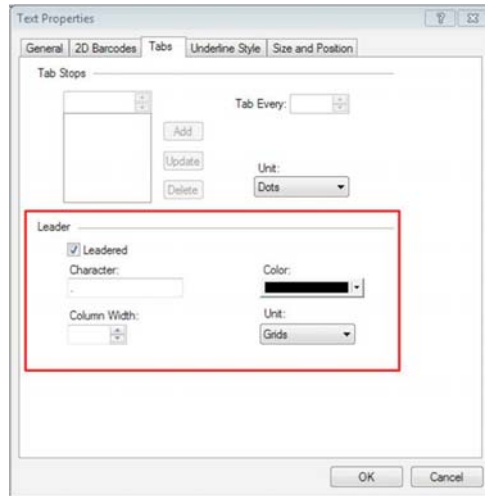 Text Properties
General 2D Barcodes Tabs Underline Style Size and Position
Tab Stops
Tab Every:
Add
Update
Unit:
Delete
Dots
Leader
Leadered
Character:
Color:
.
Column Width:
Unit:
Grids
OK Cancel